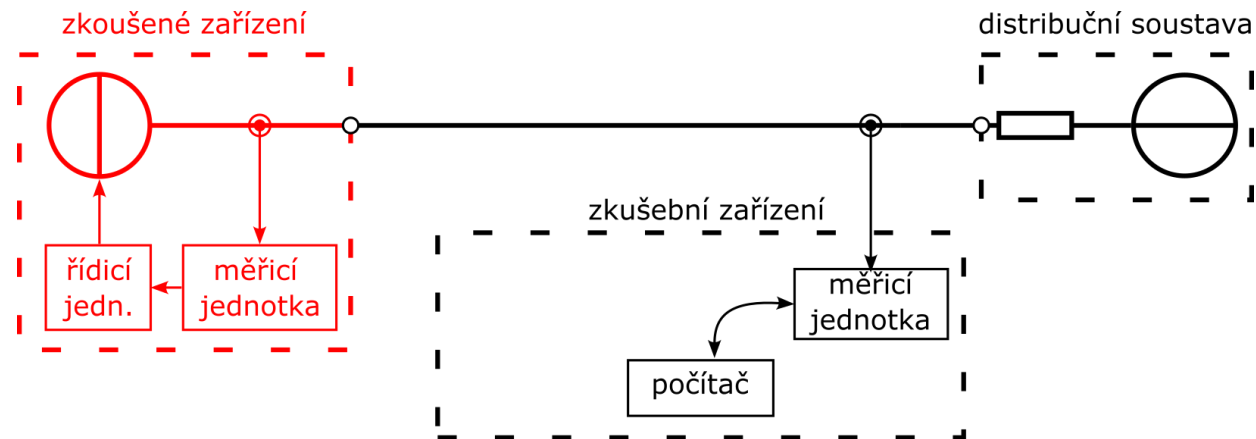 zkoušené zařízení
distribuční soustava
řídicí
jedn.
měřicí
jednotka
zkušební zařízení
měřicí
jednotka
počítač